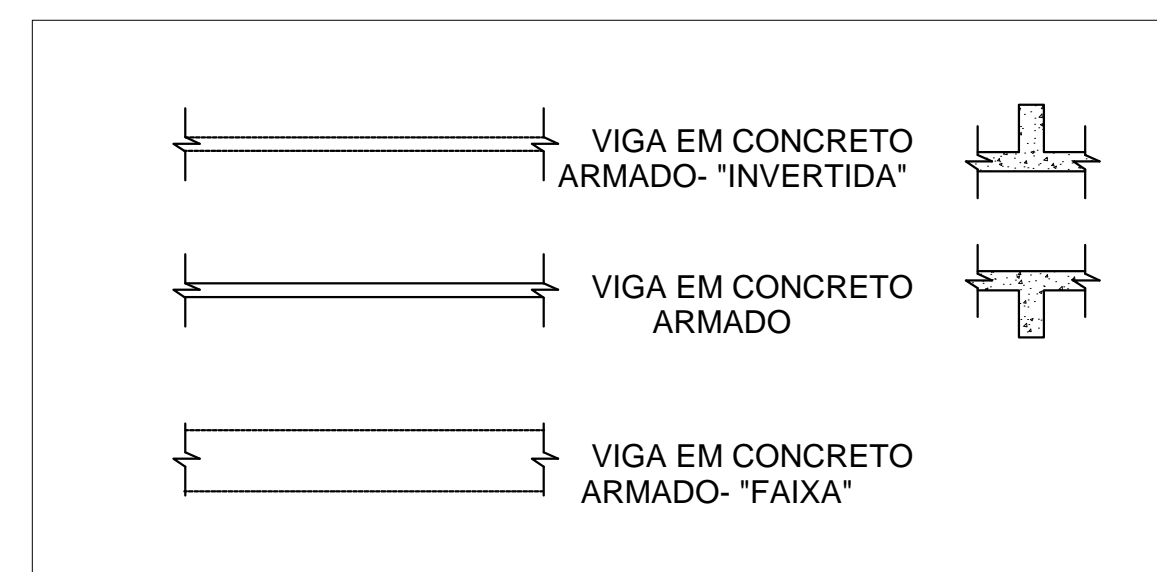 VIGA EM CONCRETO
ARMADO- "INVERTIDA"
VIGA EM CONCRETO
ARMADO
VIGA EM CONCRETO
ARMADO- "FAIXA"